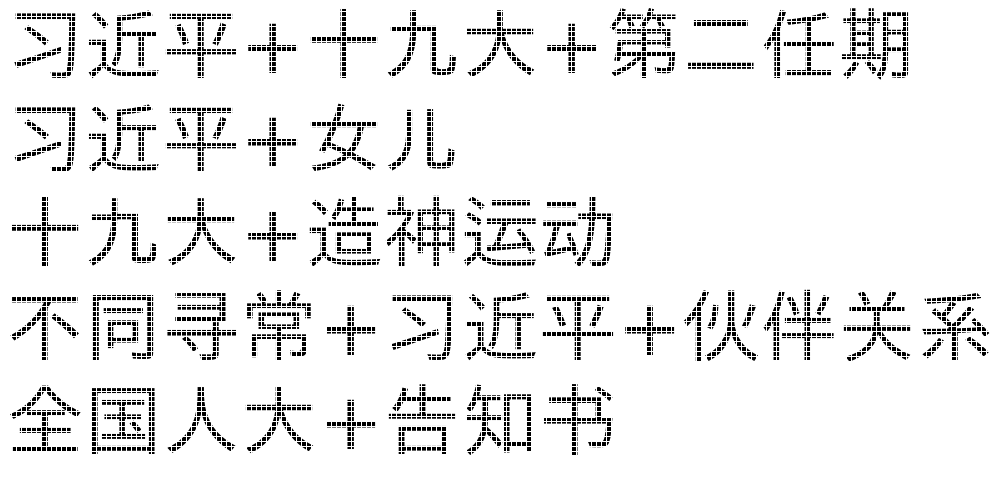 习近平+十九大+第二任期
习近平+女儿
十九大+造神运动
不同寻常+习近平+伙伴关系
全国人大+告知书